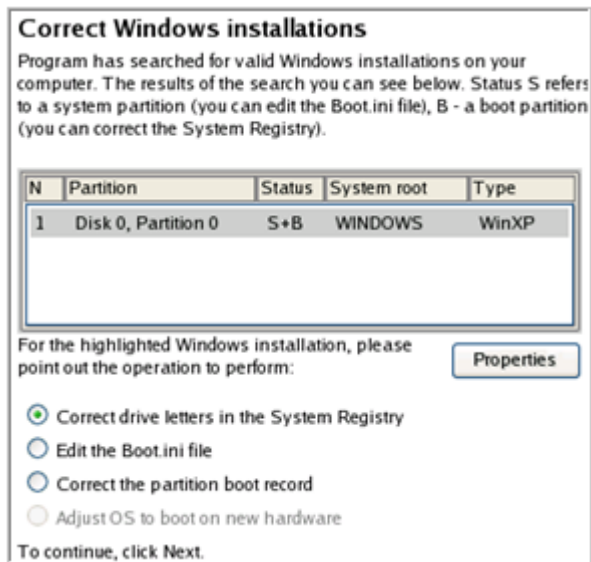 Correct Windows installations
Program has searched for valid Windows installations on your
computer. The results of the search you can see below. Status S refers
to a system partition (you can edit the Boot.ini file), B - a boot partition
(you can correct the System Registry).
N Partition Status System root Type
1 Disk 0, Partition 0 S+B WINDOWS WinXP
For the highlighted Windows installation, please
point out the operation to perform:
Properties
Correct drive letters in the System Registry
Edit the Boot.ini file
Correct the partition boot record
Adjust OS to boot on new hardware
To continue, click Next.